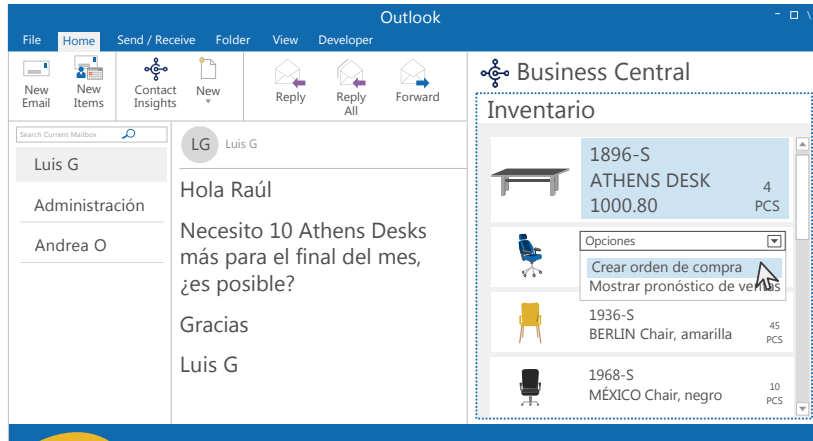 Outlook
File Home Send / Receive Folder View Developer
New
Email
New
Items
Contact
Insights
New
Reply
Reply
All
Forward
Search Current Mailbox
Luis G
Administración
Andrea O
LG Luis G
Hola Raúl
Necesito 10 Athens Desks
más para el final del mes,
¿es posible?
Gracias
Luis G
Business Central
Inventario
1896-S
ATHENS DESK
1000.80
4
PCS
Opciones
Crear orden de compra
Mostrar pronóstico de ventas
1936-S
BERLIN Chair, amarilla
45
PCS
1968-S
MÉXICO Chair, negro
10
PCS